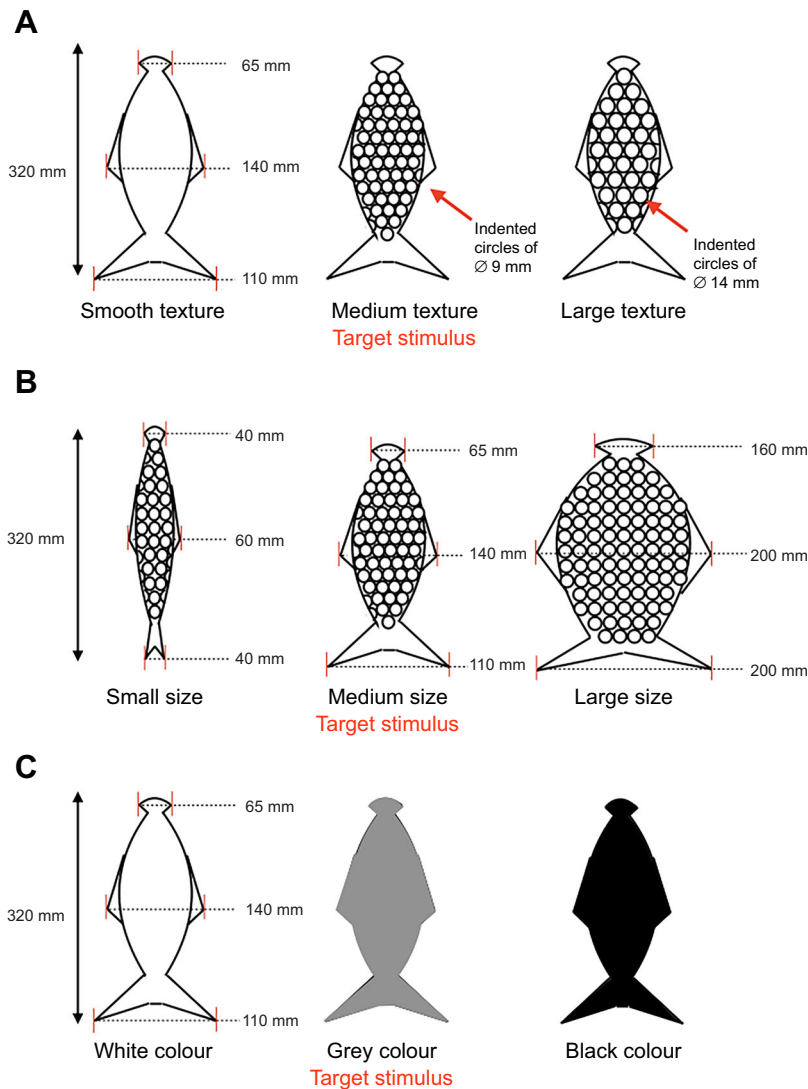 A
65 mm
320 mm
140 mm
Indented
circles of
Ø 9 mm
Indented
circles of
Ø 14 mm
110 mm
Smooth texture
Medium texture
Large texture
Target stimulus
B
40 mm
65 mm
160 mm
320 mm
60 mm
140 mm
200 mm
40 mm
110 mm
200 mm
Small size
Medium size
Large size
Target stimulus
C
65 mm
320 mm
140 mm
110 mm
White colour
Grey colour
Black colour
Target stimulus